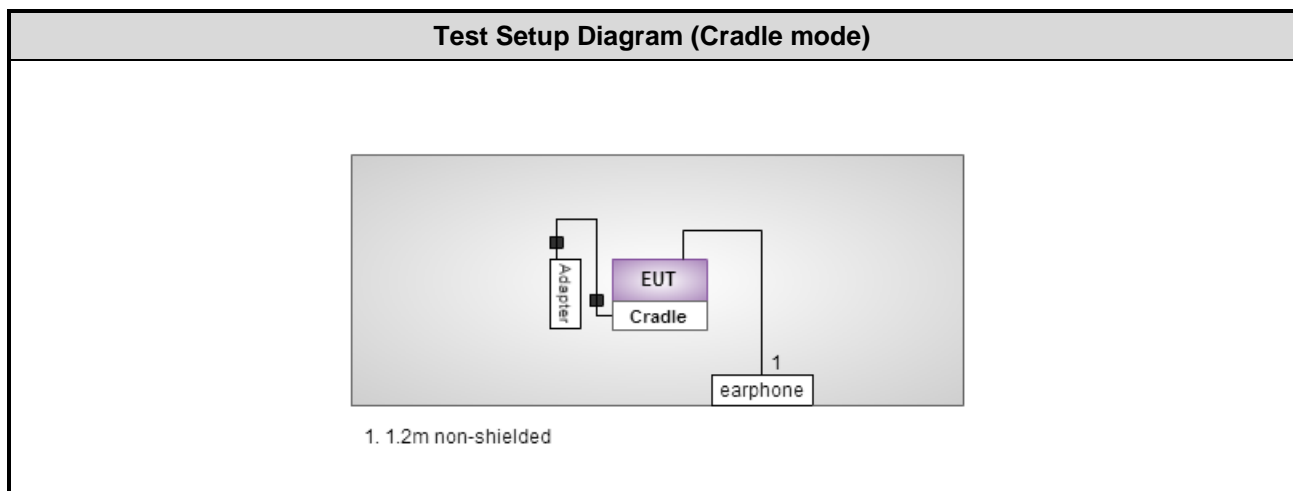 Test Setup Diagram (Cradle mode)
EUT
Adapter
Cradle
1
earphone
1. 1.2m non-shielded